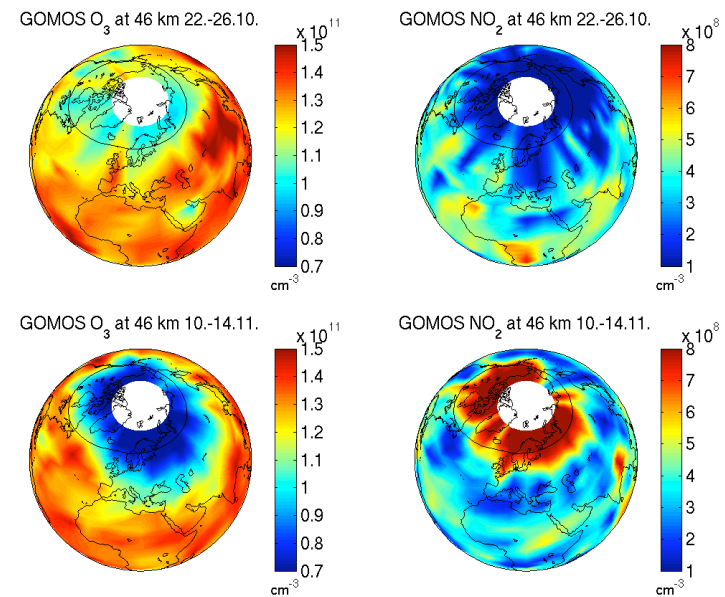 GOMOS O3 at 46 km 22.-26.10.
x 10^11
1.5
1.4
1.3
1.2
1.1
1
0.9
0.8
0.7
cm^-3
GOMOS NO2 at 46 km 22.-26.10.
x 10^8
8
7
6
5
4
3
2
1
cm^-3
GOMOS O3 at 46 km 10.-14.11.
x 10^11
1.5
1.4
1.3
1.2
1.1
1
0.9
0.8
0.7
cm^-3
GOMOS NO2 at 46 km 10.-14.11.
x 10^8
8
7
6
5
4
3
2
1
cm^-3